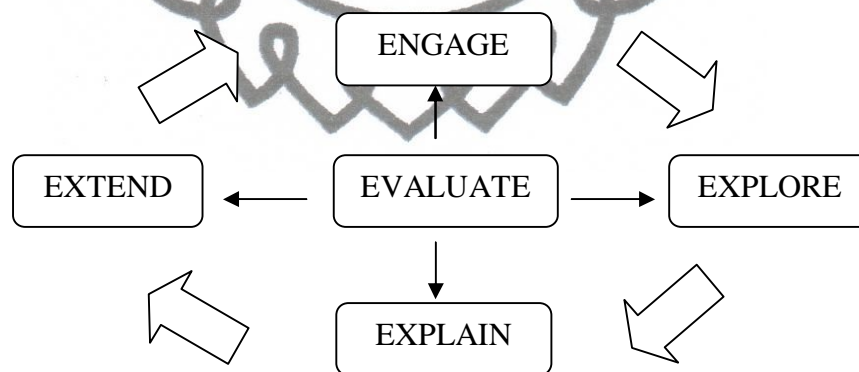 ENGAGE
EXTEND
EVALUATE
EXPLORE
EXPLAIN